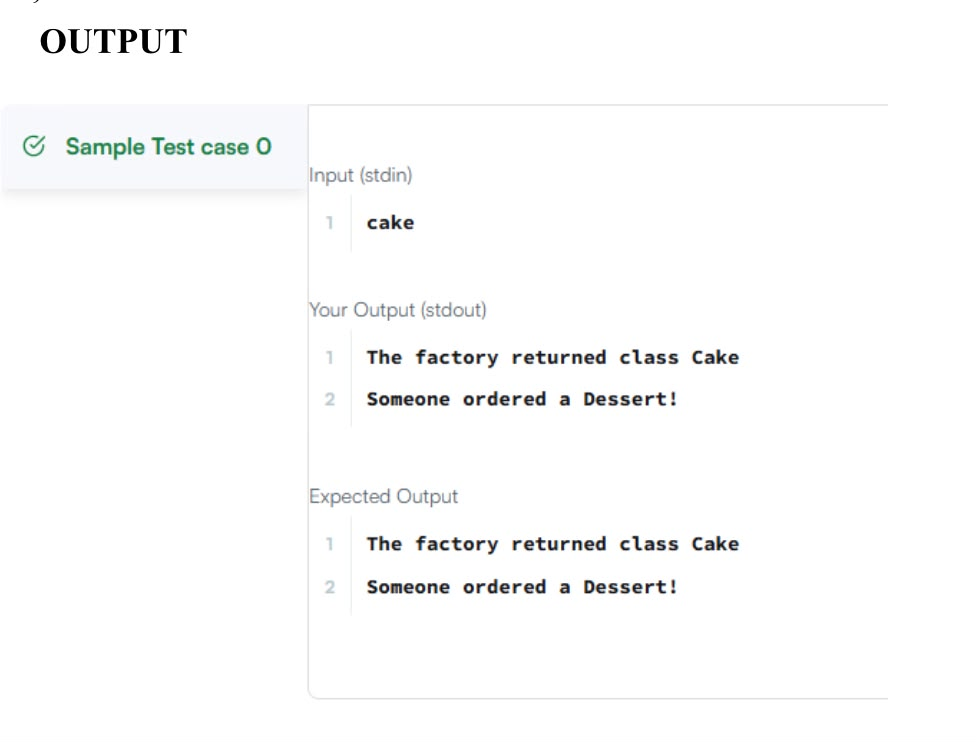 OUTPUT
Sample Test case 0
Input (stdin)
1 cake
Your Output (stdout)
1 The factory returned class Cake
2 Someone ordered a Dessert!
Expected Output
1 The factory returned class Cake
2 Someone ordered a Dessert!